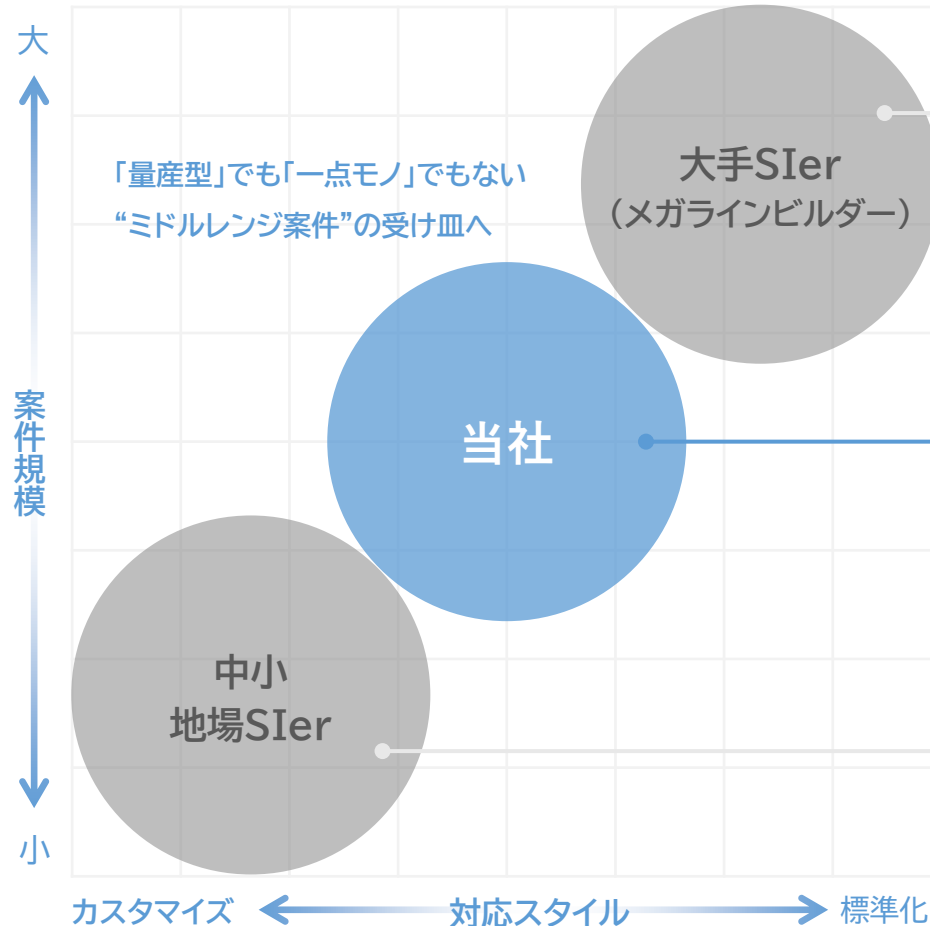 大
「量産型」でも「一点モノ」でもない
“ミドルレンジ案件”の受け皿へ
大手SIer
(メガラインビルダー)
案件規模
当社
中小
地場SIer
小
カスタマイズ
対応スタイル
標準化